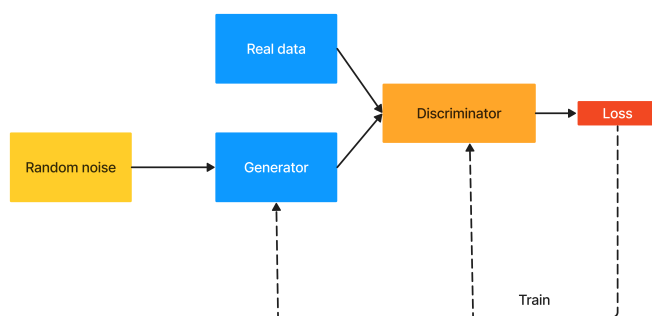 Real data
Discriminator
Loss
Random noise
Generator
Train